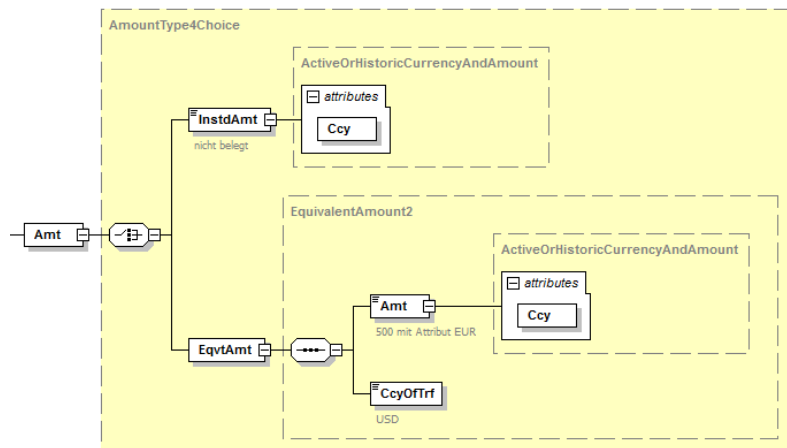 AmountType4Choice
ActiveOrHistoricCurrencyAndAmount
attributes
InstdAmt
Ccy
nicht belegt
EquivalentAmount2
Amt
ActiveOrHistoricCurrencyAndAmount
attributes
Amt
Ccy
500 mit Attribut EUR
EqvtAmt
CcyOfTrf
USD